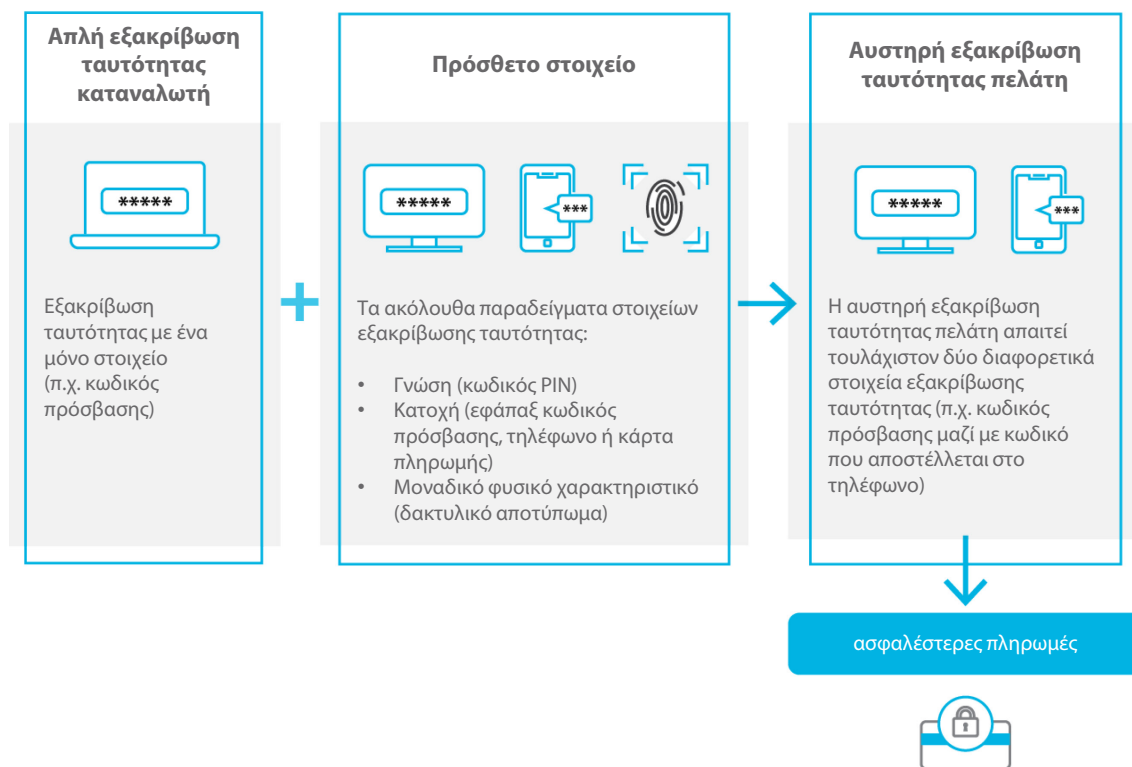 Απλή εξακρίβωση
ταυτότητας
καταναλωτή
*****
Εξακρίβωση
ταυτότητας με ένα
μόνο στοιχείο
(π.χ. κωδικός
πρόσβασης)
Πρόσθετο στοιχείο
*****
***
Τα ακόλουθα παραδείγματα στοιχείων
εξακρίβωσης ταυτότητας:
• Γνώση (κωδικός PIN)
• Κατοχή (εφάπαξ κωδικός
πρόσβασης, τηλέφωνο ή κάρτα
πληρωμής)
• Μοναδικό φυσικό χαρακτηριστικό
(δακτυλικό αποτύπωμα)
Αυστηρή εξακρίβωση
ταυτότητας πελάτη
*****
***
Η αυστηρή εξακρίβωση
ταυτότητας πελάτη απαιτεί
τουλάχιστον δύο διαφορετικά
στοιχεία εξακρίβωσης
ταυτότητας (π.χ. κωδικός
πρόσβασης μαζί με κωδικό
που αποστέλλεται στο
τηλέφωνο)
ασφαλέστερες πληρωμές